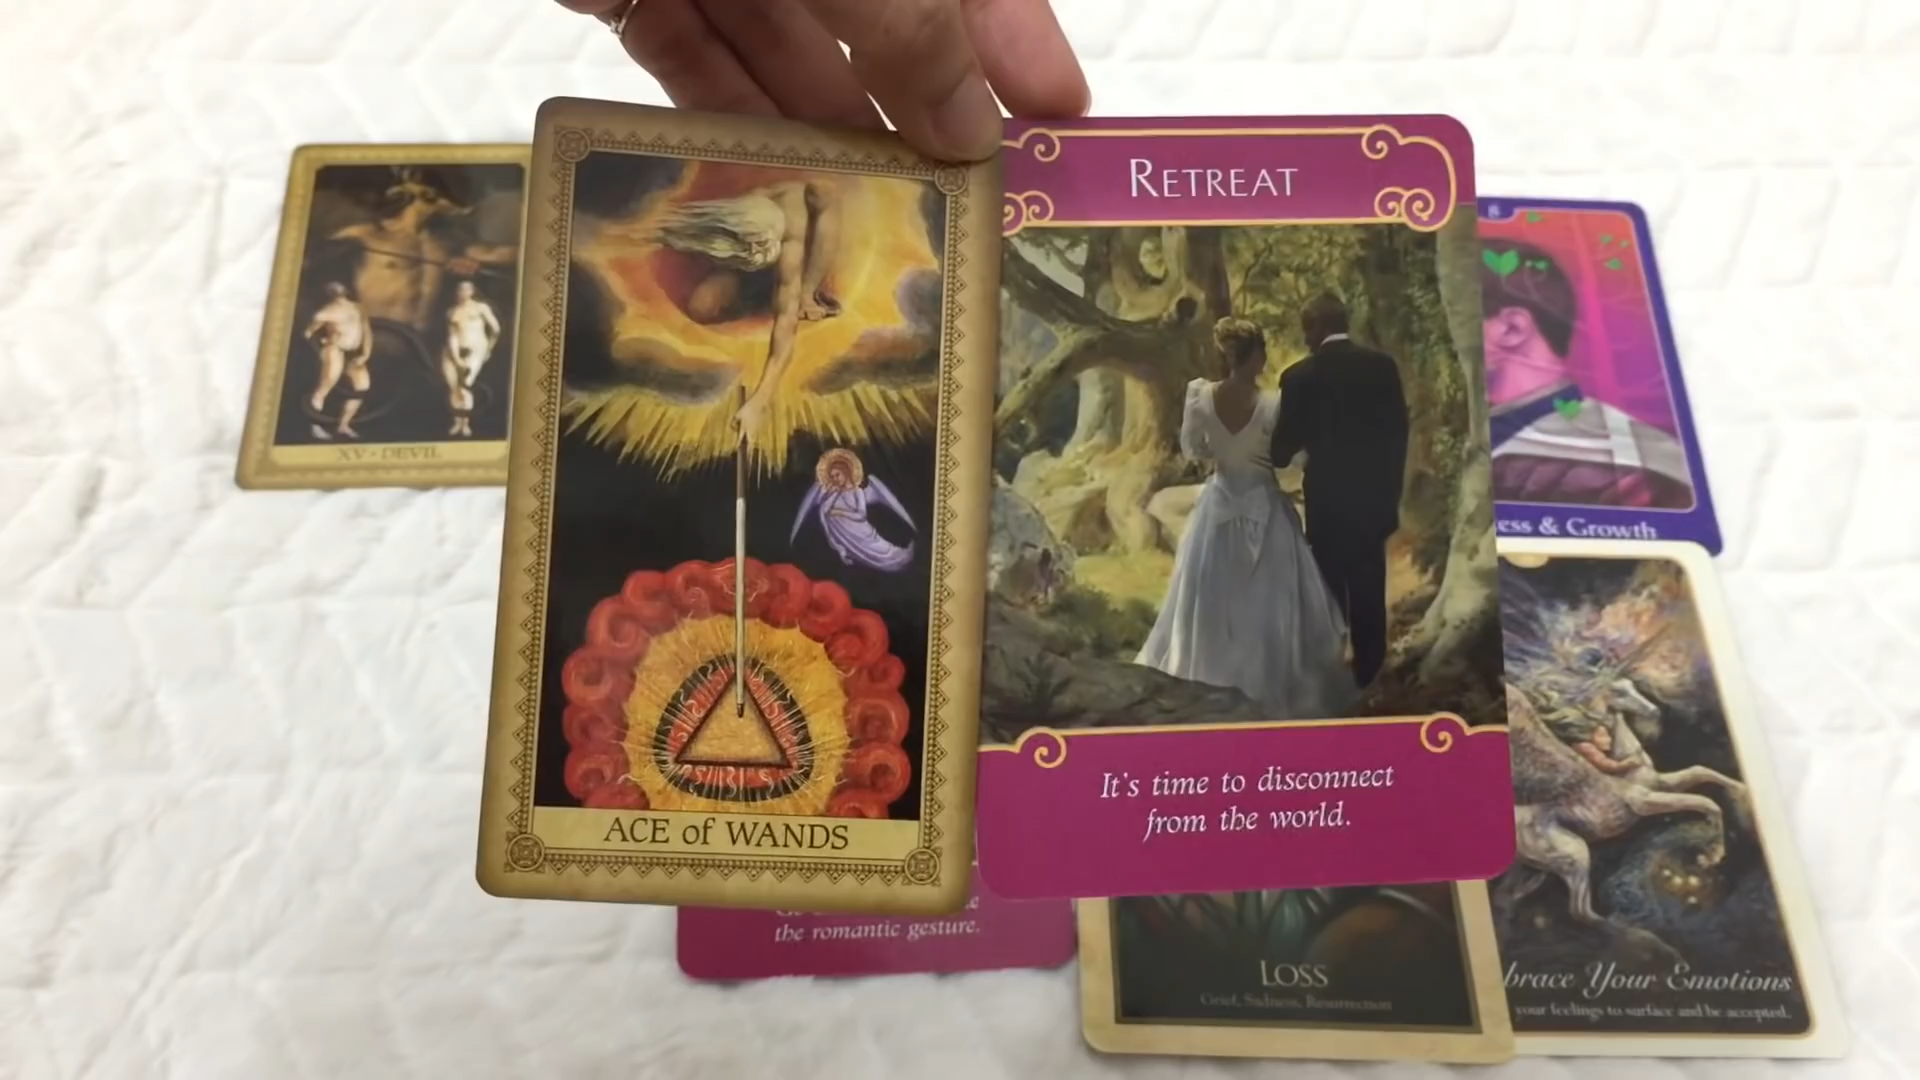 RETREAT
8
XV • DEVIL
ess & Growth
It's time to disconnect
from the world.
ACE of WANDS
the romantic gesture.
LOSS
Grief, Sadness, Resurrection
brace Your Emotions
your feelings to surface and be accepted.